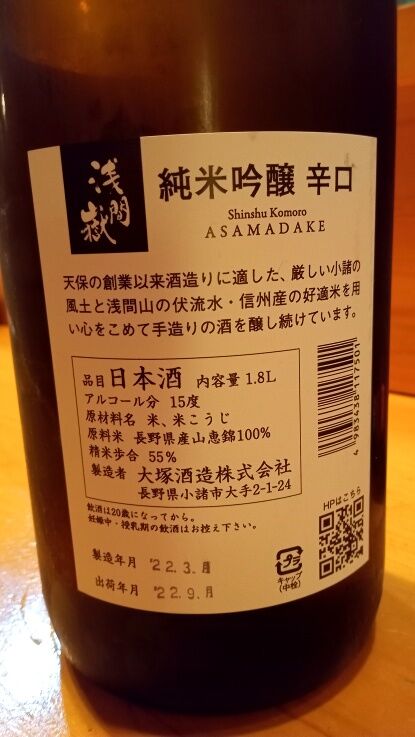 浅間嶽
純米吟醸 辛口
Shinshu Komoro
ASAMADAKE
天保の創業以来酒造りに適した、厳しい小諸の
風土と浅間山の伏流水・信州産の好適米を用
い心をこめて手造りの酒を醸し続けています。
品目 日本酒 内容量 1.8L
アルコール分 15度
原材料名 米、米こうじ
原料米 長野県産山恵錦100%
精米歩合 55%
製造者 大塚酒造株式会社
長野県小諸市大手2-1-24
4 983438 117501
飲酒は20歳になってから。
妊娠中・授乳期の飲酒はお控え下さい。
HPはこちら
製造年月 '22.3.月
出荷年月 '22.9.月
プラ
キャップ
(中栓)